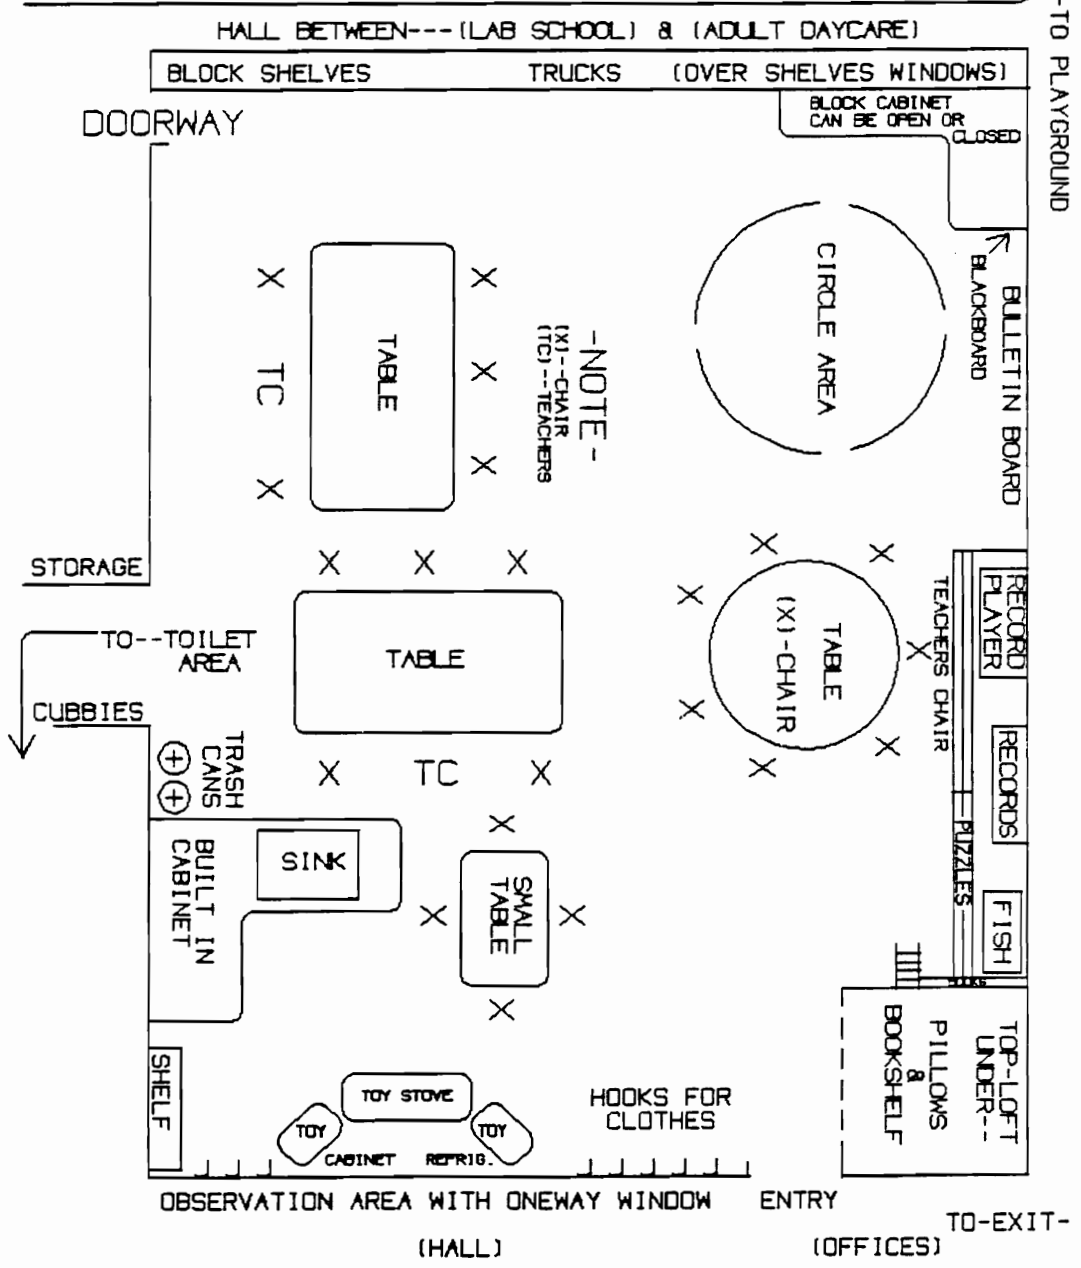 HALL BETWEEN---(LAB SCHOOL) & (ADULT DAYCARE)
-TO PLAYGROUND
BLOCK SHELVES TRUCKS (OVER SHELVES WINDOWS)
BLOCK CABINET
CAN BE OPEN OR
CLOSED
DOORWAY
X
X
TABLE
TC
X
X
X
-NOTE-
(X)--CHAIR
(TC)--TEACHERS
CIRCLE AREA
BULLETIN BOARD
BLACKBOARD
STORAGE
X X X
TABLE
X TC X
TO--TOILET
AREA
CUBBIES
TRASH
CANS
X
X
X
X
X
X
X
TABLE
(X)-CHAIR
TEACHERS CHAIR
RECORD
PLAYER
RECORDS
-PUZZLES-
FISH
BOOKS
BUILT IN
CABINET
SINK
X
SMALL
TABLE
X
X
X
SHELF
TOY STOVE
TOY
TOY
CABINET REFRIG.
HOOKS FOR
CLOTHES
TOP-LOFT
UNDER--
PILLOWS
&
BOOKSHELF
OBSERVATION AREA WITH ONEWAY WINDOW ENTRY
TO-EXIT-
(HALL) (OFFICES)